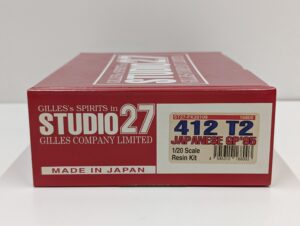 GILLES's SPIRITS in
STUDIO27
GILLES COMPANY LIMITED
MADE IN JAPAN
412 T2
JAPANESE GP'95
1/20 Scale
Resin Kit